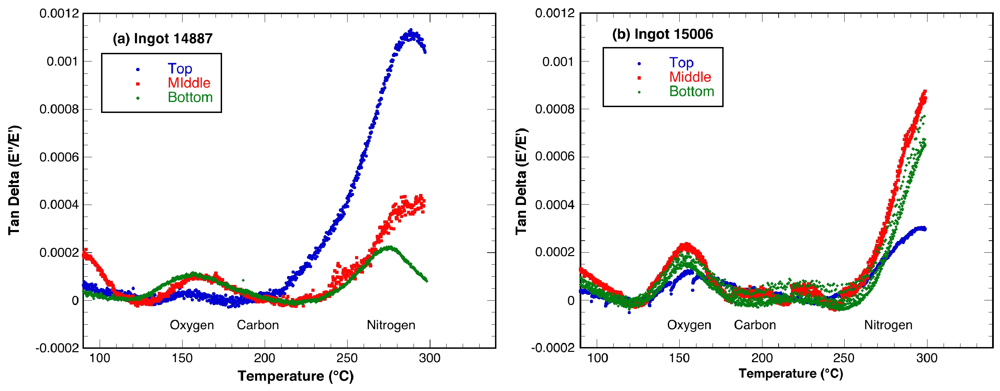 (a) Ingot 14887
Top
MIddle
Bottom
0.0012
0.001
0.0008
0.0006
0.0004
0.0002
0
-0.0002
Tan Delta (E"/E')
Oxygen Carbon Nitrogen
100 150 200 250 300
Temperature (°C)
(b) Ingot 15006
Top
Middle
Bottom
0.0012
0.001
0.0008
0.0006
0.0004
0.0002
0
-0.0002
Tan Delta (E'/E')
Oxygen Carbon Nitrogen
100 150 200 250 300
Temperature (°C)